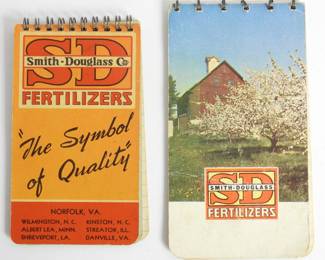 SD
Smith-Douglass Co
FERTILIZERS
"The Symbol
of Quality"
NORFOLK, VA.
WILMINGTON, N. C. KINSTON, N. C.
ALBERT LEA, MINN. STREATOR, ILL.
SHREVEPORT, LA. DANVILLE, VA.
SD
SMITH-DOUGLASS
FERTILIZERS